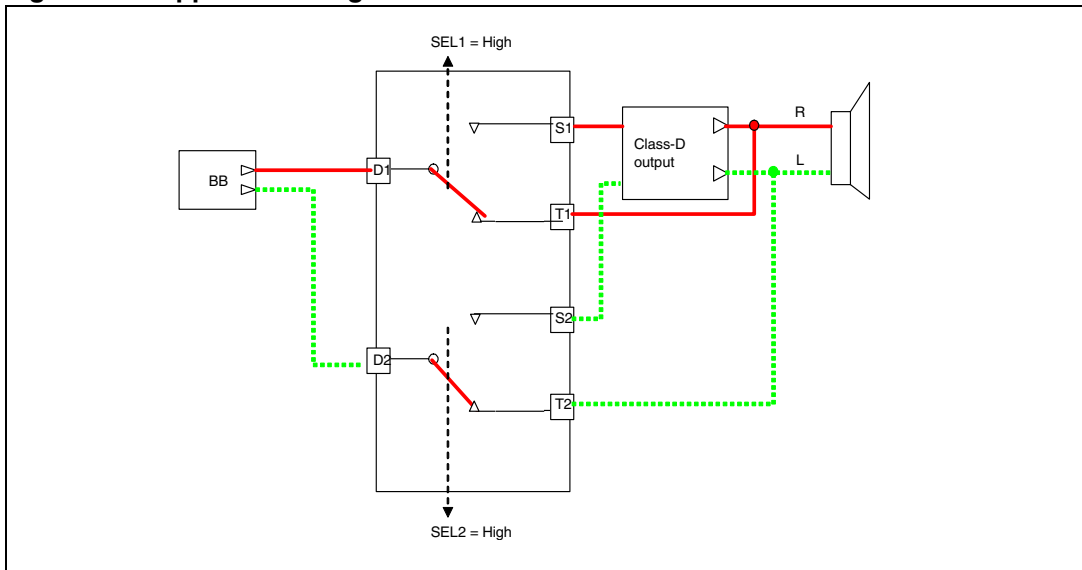 SEL1 = High
S1
R
Class-D
output
BB
D1
L
T1
S2
D2
T2
SEL2 = High